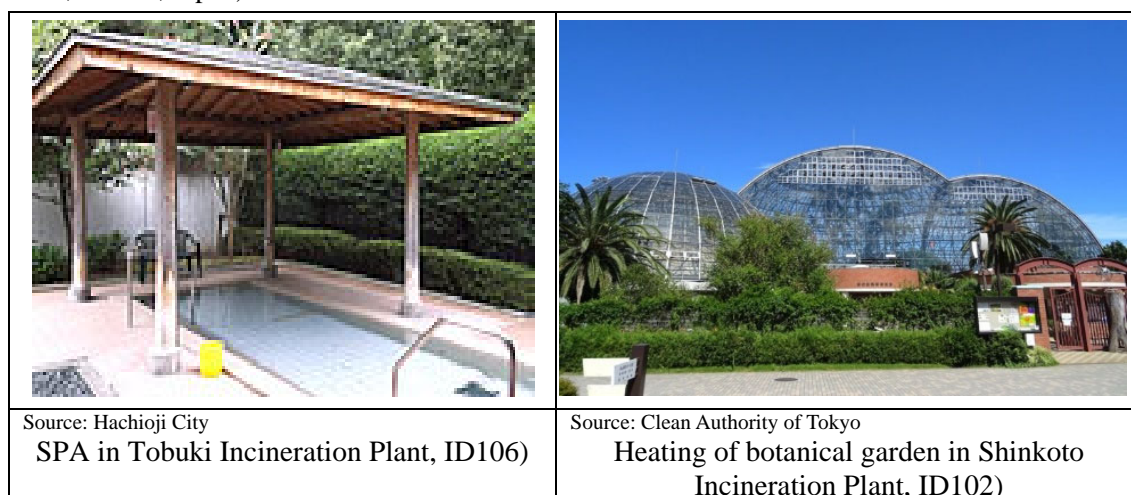 Source: Hachioji City
SPA in Tobuki Incineration Plant, ID106)
Source: Clean Authority of Tokyo
Heating of botanical garden in Shinkoto
Incineration Plant, ID102)